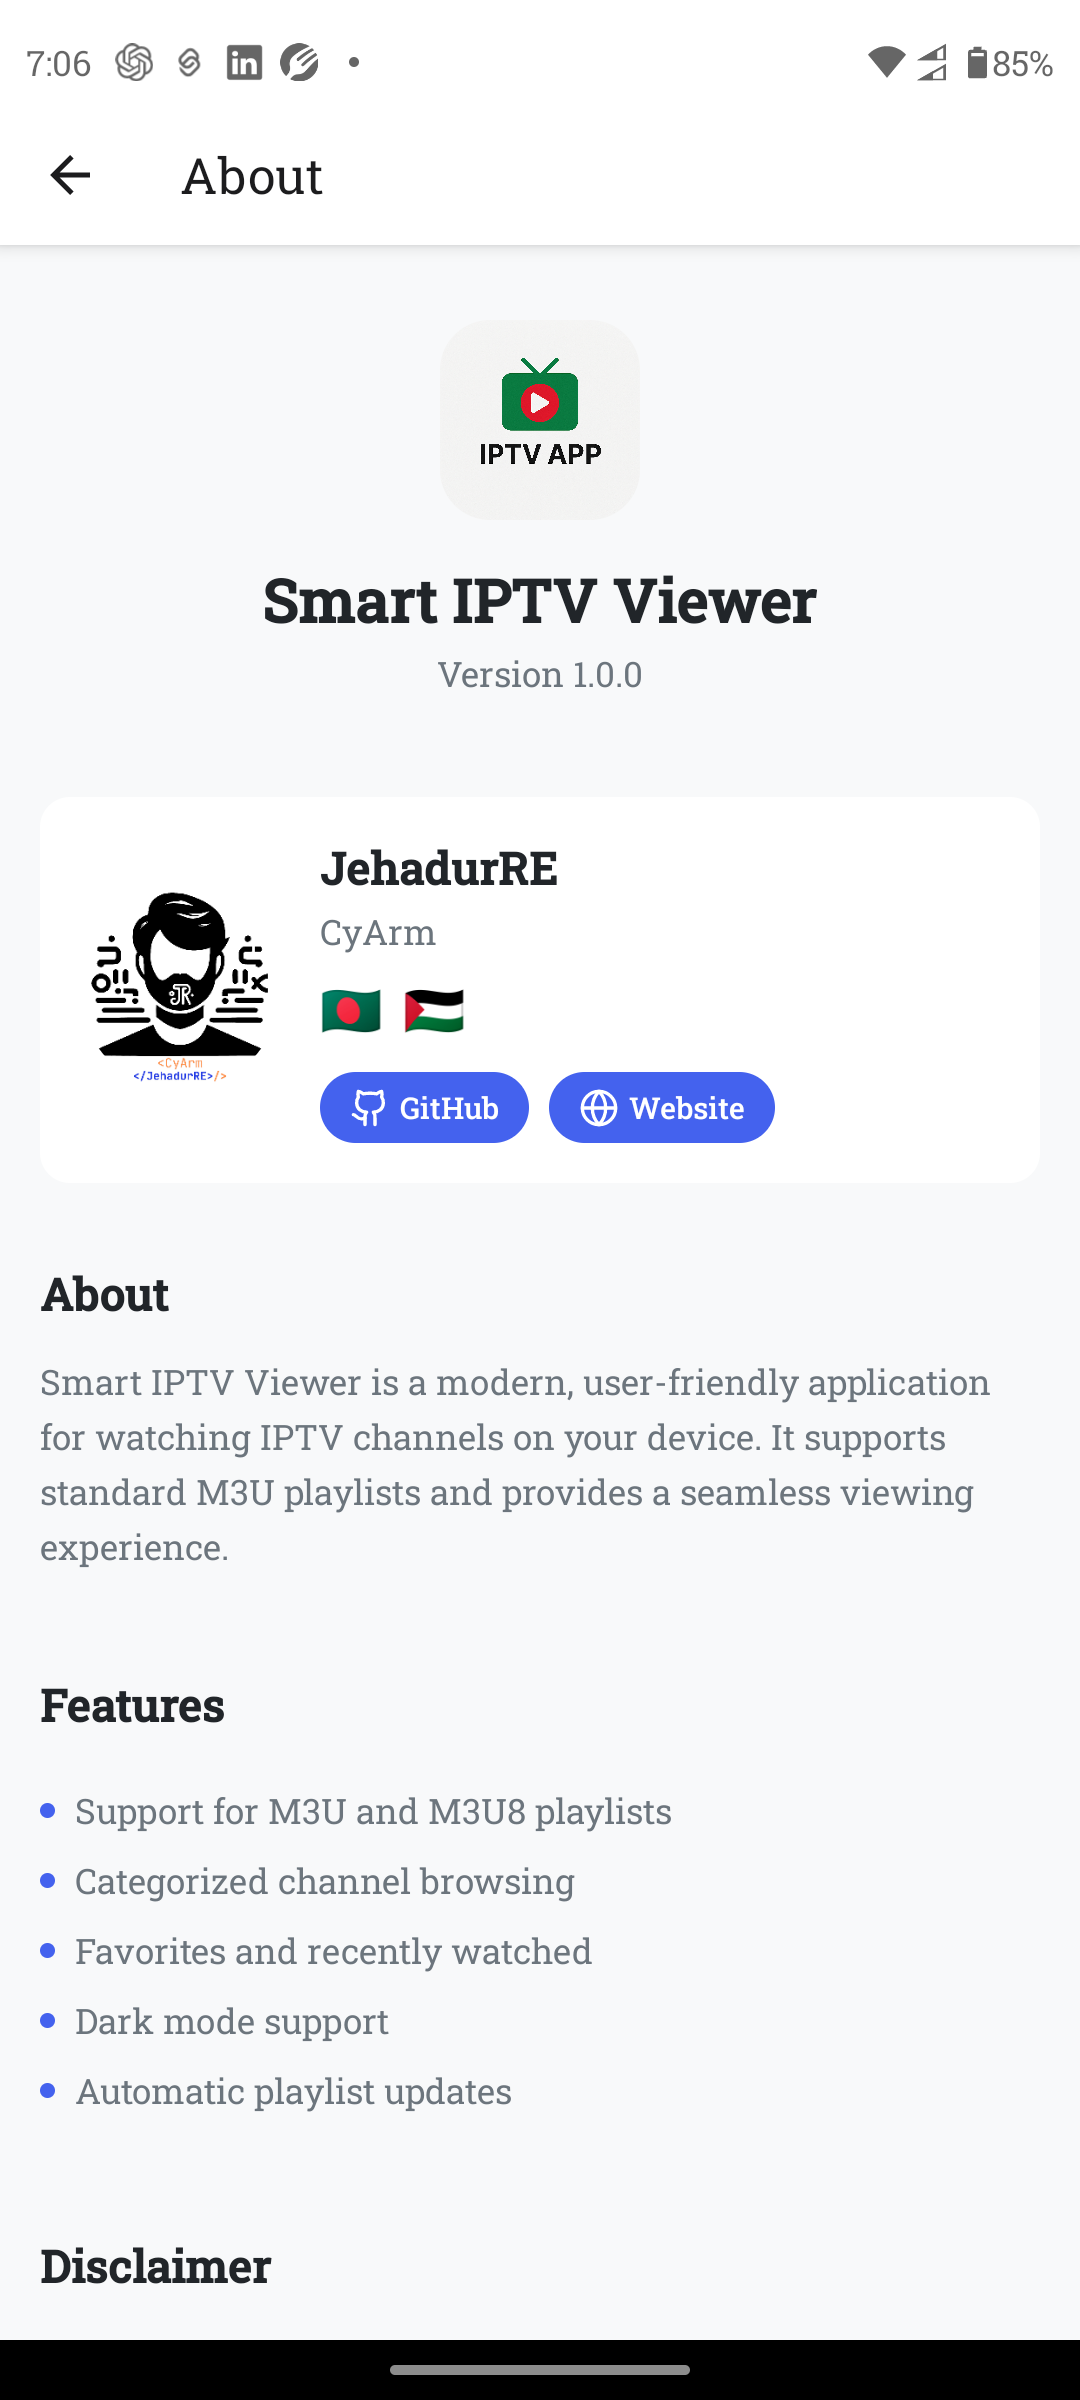 7:06
85%
About
IPTV APP
Smart IPTV Viewer
Version 1.0.0
JehadurRE
CyArm
JR
<CyArm
</JehadurRE>/>
GitHub
Website
About
Smart IPTV Viewer is a modern, user-friendly application
for watching IPTV channels on your device. It supports
standard M3U playlists and provides a seamless viewing
experience.
Features
Support for M3U and M3U8 playlists
Categorized channel browsing
Favorites and recently watched
Dark mode support
Automatic playlist updates
Disclaimer